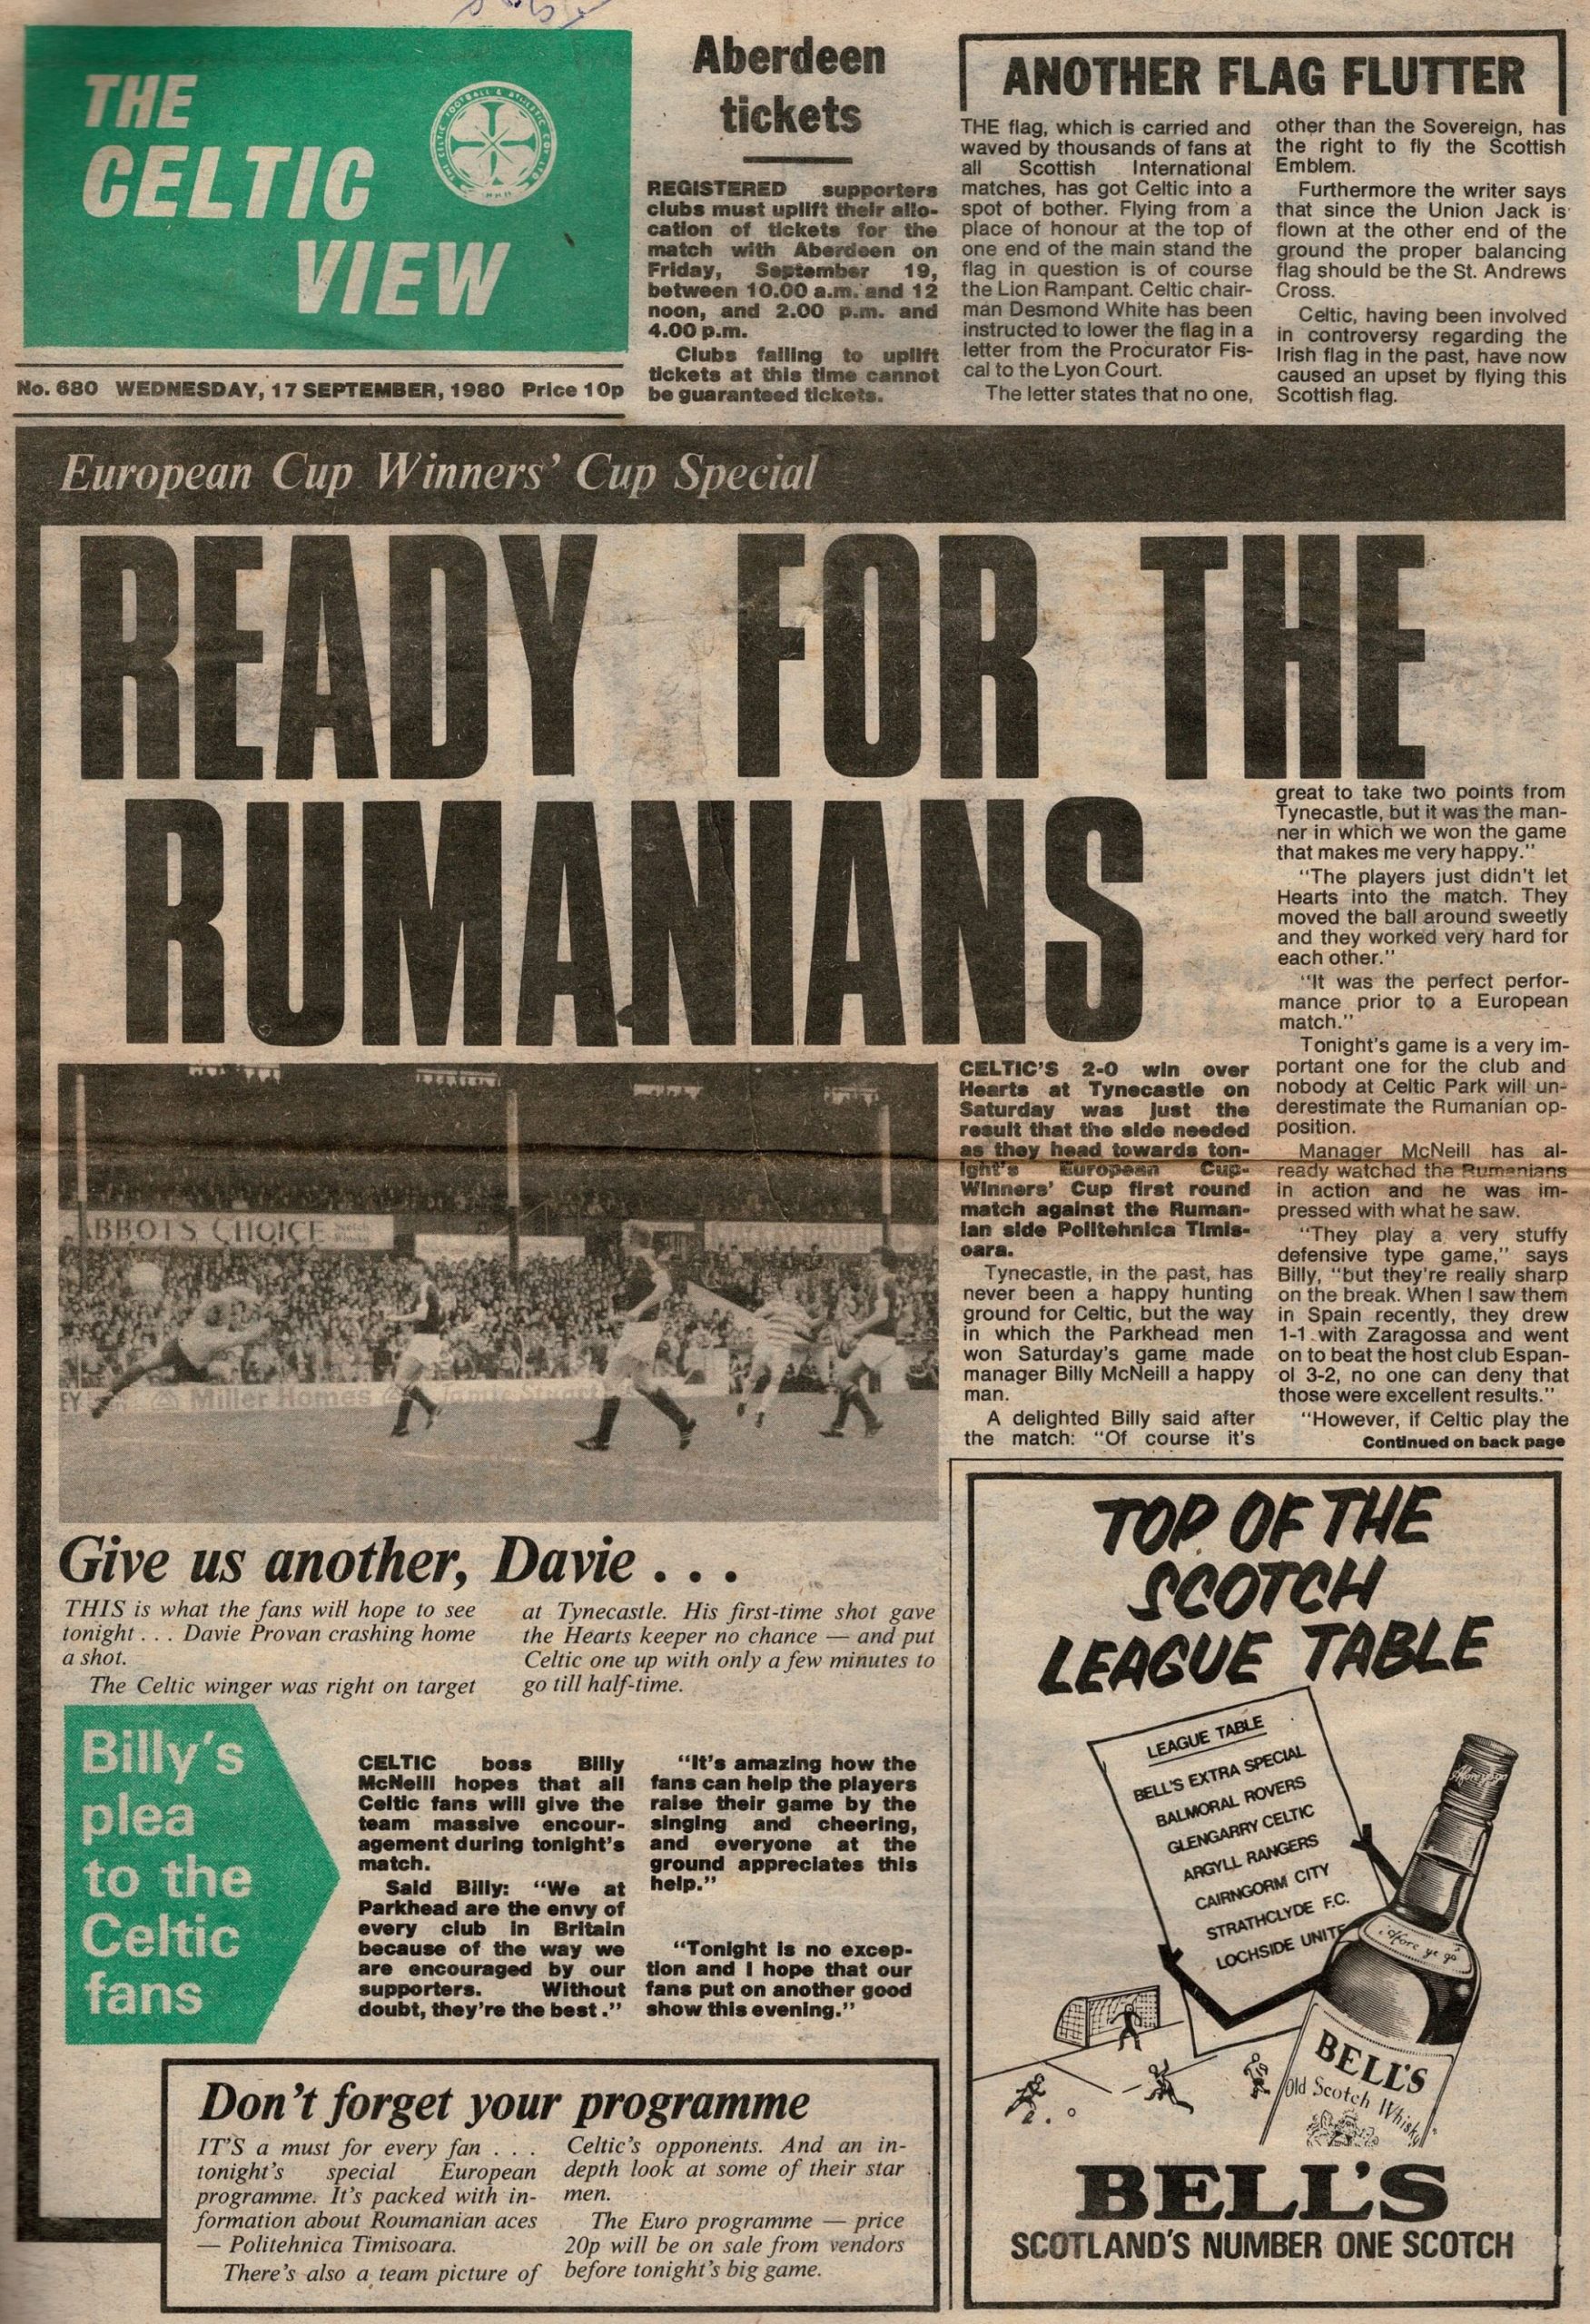 THE
CELTIC
VIEW
No. 680 WEDNESDAY, 17 SEPTEMBER, 1980 Price 10p
Aberdeen
tickets
REGISTERED supporters
clubs must uplift their allo-
cation of tickets for the
match with Aberdeen on
Friday, September 19,
between 10.00 a.m. and 12
noon, and 2.00 p.m. and
4.00 p.m.
Clubs failing to uplift
tickets at this time cannot
be guaranteed tickets.
ANOTHER FLAG FLUTTER
THE flag, which is carried and
waved by thousands of fans at
all Scottish International
matches, has got Celtic into a
spot of bother. Flying from a
place of honour at the top of
one end of the main stand the
flag in question is of course
the Lion Rampant. Celtic chair-
man Desmond White has been
instructed to lower the flag in a
letter from the Procurator Fis-
cal to the Lyon Court.
The letter states that no one,
other than the Sovereign, has
the right to fly the Scottish
Emblem.
Furthermore the writer says
that since the Union Jack is
flown at the other end of the
ground the proper balancing
flag should be the St. Andrews
Cross.
Celtic, having been involved
in controversy regarding the
Irish flag in the past, have now
caused an upset by flying this
Scottish flag.
European Cup Winners' Cup Special
READY FOR THE
RUMANIANS
ABBOTS CHOICE
EY
Miller Homes
Jamie Stuart
CELTIC'S 2-0 win over
Hearts at Tynecastle on
Saturday was just the
result that the side needed
as they head towards ton-
ight's European Cup-
Winners' Cup first round
match against the Ruman-
ian side Politehnica Timis-
oara.
Tynecastle, in the past, has
never been a happy hunting
ground for Celtic, but the way
in which the Parkhead men
won Saturday's game made
manager Billy McNeill a happy
man.
A delighted Billy said after
the match: "Of course it's
great to take two points from
Tynecastle, but it was the man-
ner in which we won the game
that makes me very happy."
"The players just didn't let
Hearts into the match. They
moved the ball around sweetly
and they worked very hard for
each other."
"It was the perfect perfor-
mance prior to a European
match."
Tonight's game is a very im-
portant one for the club and
nobody at Celtic Park will un-
derestimate the Rumanian op-
position.
Manager McNeill has al-
ready watched the Rumanians
in action and he was im-
pressed with what he saw.
"They play a very stuffy
defensive type game," says
Billy, "but they're really sharp
on the break. When I saw them
in Spain recently, they drew
1-1 with Zaragossa and went
on to beat the host club Espan-
ol 3-2, no one can deny that
those were excellent results."
"However, if Celtic play the
Continued on back page
Give us another, Davie . . .
THIS is what the fans will hope to see
tonight . . . Davie Provan crashing home
a shot.
The Celtic winger was right on target
at Tynecastle. His first-time shot gave
the Hearts keeper no chance — and put
Celtic one up with only a few minutes to
go till half-time.
Billy's
plea
to the
Celtic
fans
CELTIC boss Billy
McNeill hopes that all
Celtic fans will give the
team massive encour-
agement during tonight's
match.
Said Billy: "We at
Parkhead are the envy of
every club in Britain
because of the way we
are encouraged by our
supporters. Without
doubt, they're the best."
"It's amazing how the
fans can help the players
raise their game by the
singing and cheering,
and everyone at the
ground appreciates this
help."
"Tonight is no excep-
tion and I hope that our
fans put on another good
show this evening."
Don't forget your programme
IT'S a must for every fan . . .
tonight's special European
programme. It's packed with in-
formation about Roumanian aces
— Politehnica Timisoara.
There's also a team picture of
Celtic's opponents. And an in-
depth look at some of their star
men.
The Euro programme — price
20p will be on sale from vendors
before tonight's big game.
TOP OF THE
SCOTCH
LEAGUE TABLE
LEAGUE TABLE
BELL'S EXTRA SPECIAL
BALMORAL ROVERS
GLENGARRY CELTIC
ARGYLL RANGERS
CAIRNGORM CITY
STRATHCLYDE F.C.
LOCHSIDE UNITE
Afore ye go
BELL'S
Old Scotch Whisky
BELL'S
SCOTLAND'S NUMBER ONE SCOTCH